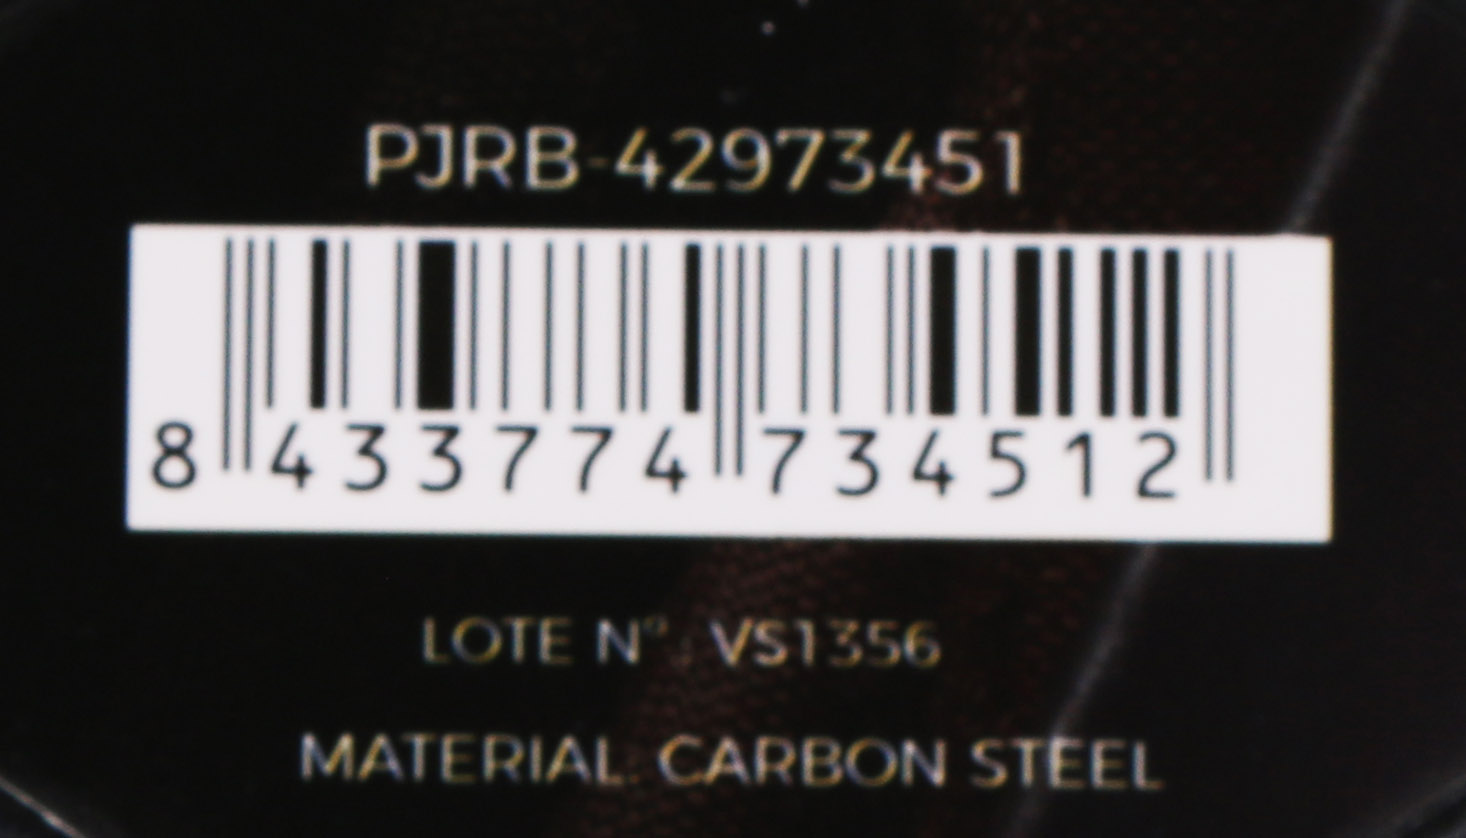 PJRB-42973451
8 433774 734512
LOTE Nº VS1356
MATERIAL CARBON STEEL